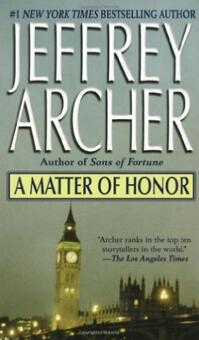 #1 NEW YORK TIMES BESTSELLING AUTHOR
JEFFREY
ARCHER
Author of Sons of Fortune
A MATTER OF HONOR
"Archer ranks in the top ten
storytellers in the world."
—The Los Angeles Times